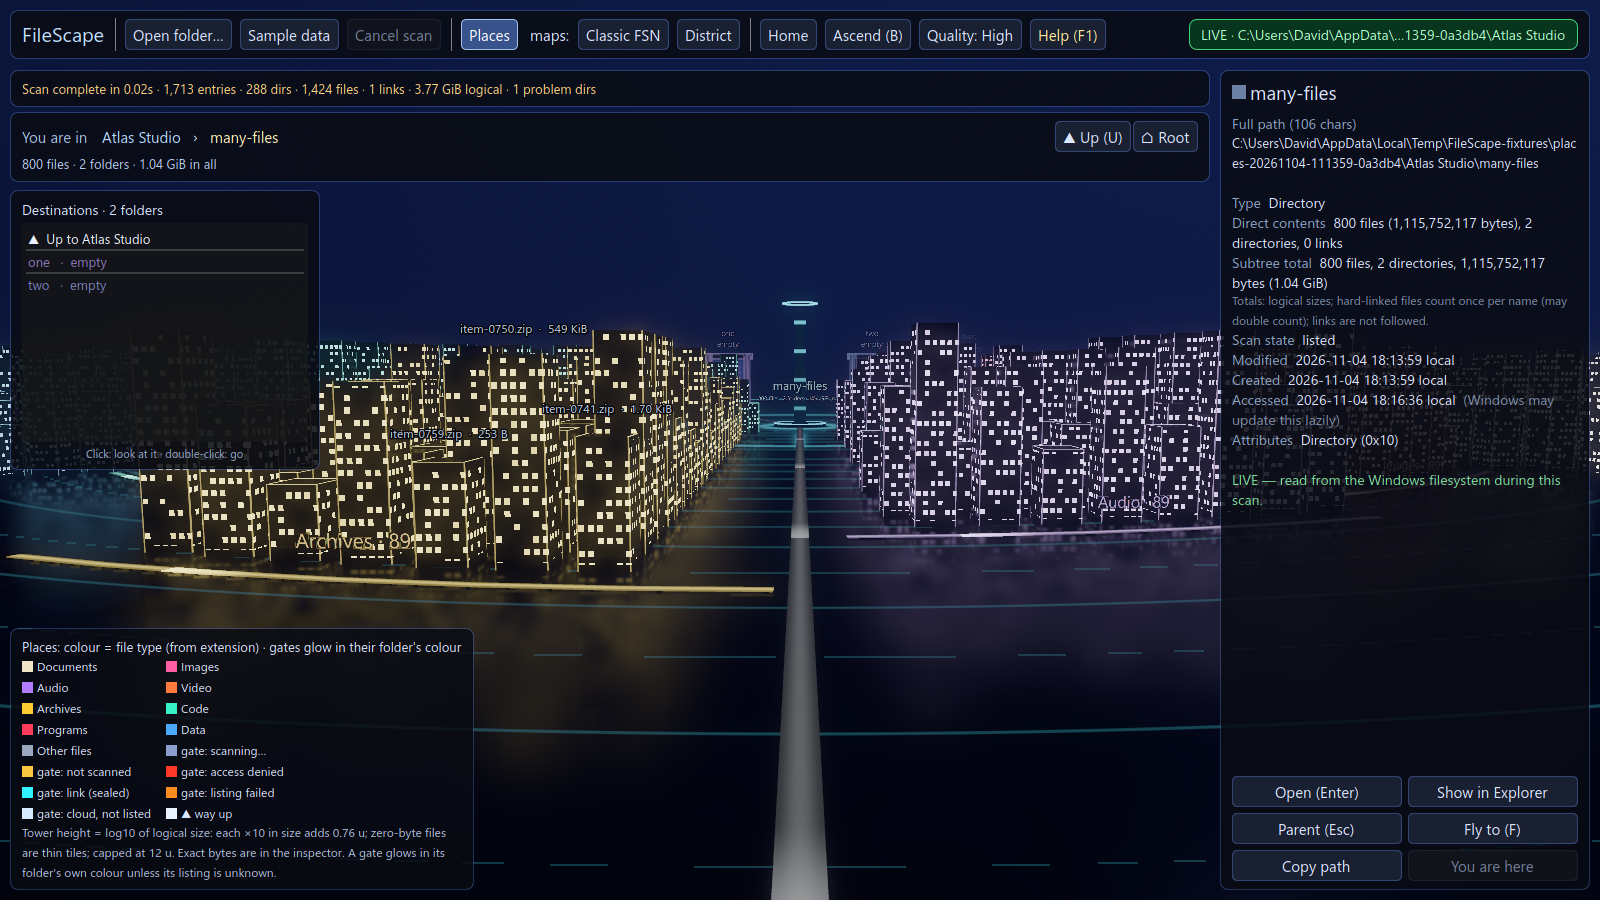 FileScape Open folder... Sample data Cancel scan Places maps: Classic FSN District Home Ascend (B) Quality: High Help (F1) LIVE · C:\Users\David\AppData\...1359-0a3db4\Atlas Studio
Scan complete in 0.02s · 1,713 entries · 288 dirs · 1,424 files · 1 links · 3.77 GiB logical · 1 problem dirs
You are in Atlas Studio › many-files
▲ Up (U) Root
800 files · 2 folders · 1.04 GiB in all
Destinations · 2 folders
▲ Up to Atlas Studio
one · empty
two · empty
Click: look at it · double-click: go
item-0750.zip · 549 KiB
item-0741.zip · 1.70 KiB
item-0759.zip · 253 B
one
empty
two
empty
many-files
Archives · 89
Audio · 89
Places: colour = file type (from extension) · gates glow in their folder's colour
Documents Images
Audio Video
Archives Code
Programs Data
Other files gate: scanning...
gate: not scanned gate: access denied
gate: link (sealed) gate: listing failed
gate: cloud, not listed ▲ way up
Tower height = log10 of logical size: each ×10 in size adds 0.76 u; zero-byte files
are thin tiles; capped at 12 u. Exact bytes are in the inspector. A gate glows in its
folder's own colour unless its listing is unknown.
many-files
Full path (106 chars)
C:\Users\David\AppData\Local\Temp\FileScape-fixtures\plac
es-20261104-111359-0a3db4\Atlas Studio\many-files
Type Directory
Direct contents 800 files (1,115,752,117 bytes), 2
directories, 0 links
Subtree total 800 files, 2 directories, 1,115,752,117
bytes (1.04 GiB)
Totals: logical sizes; hard-linked files count once per name (may
double count); links are not followed.
Scan state listed
Modified 2026-11-04 18:13:59 local
Created 2026-11-04 18:13:59 local
Accessed 2026-11-04 18:16:36 local (Windows may
update this lazily)
Attributes Directory (0x10)
LIVE — read from the Windows filesystem during this
scan.
Open (Enter) Show in Explorer
Parent (Esc) Fly to (F)
Copy path You are here